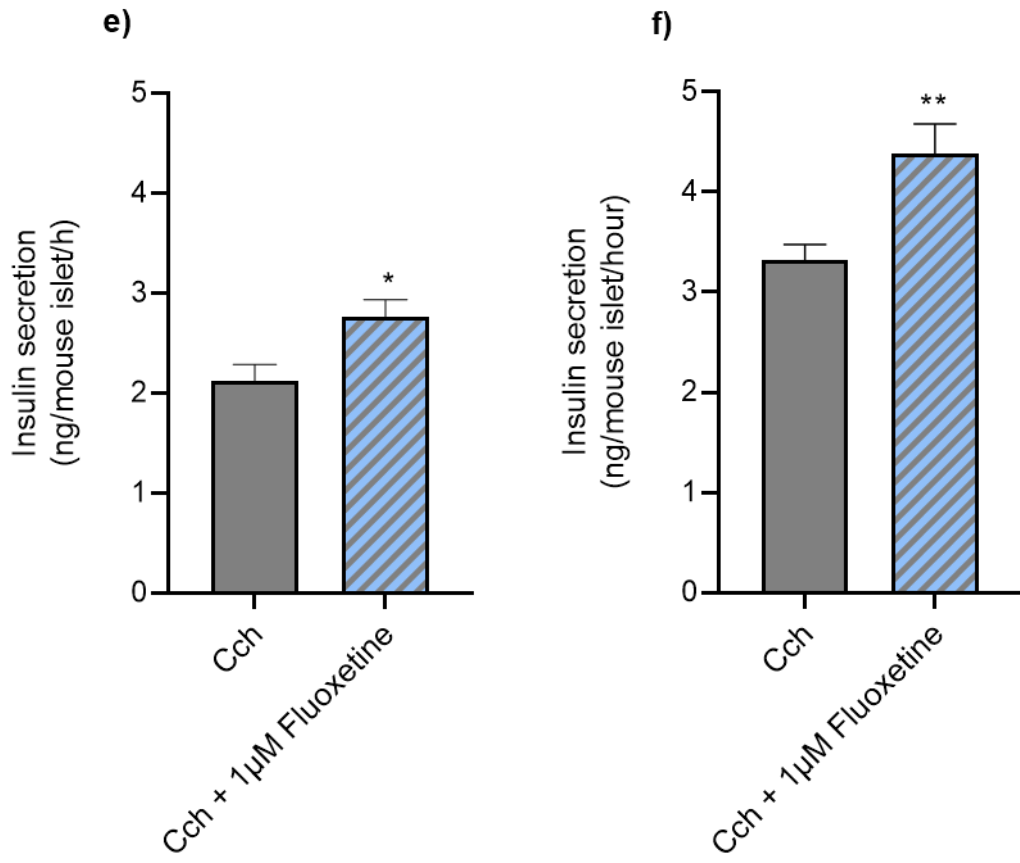 e)
Insulin secretion
(ng/mouse islet/h)
5
4
3
2
1
0
*
Cch
Cch + 1µM Fluoxetine
f)
Insulin secretion
(ng/mouse islet/hour)
5
4
3
2
1
0
**
Cch
Cch + 1µM Fluoxetine